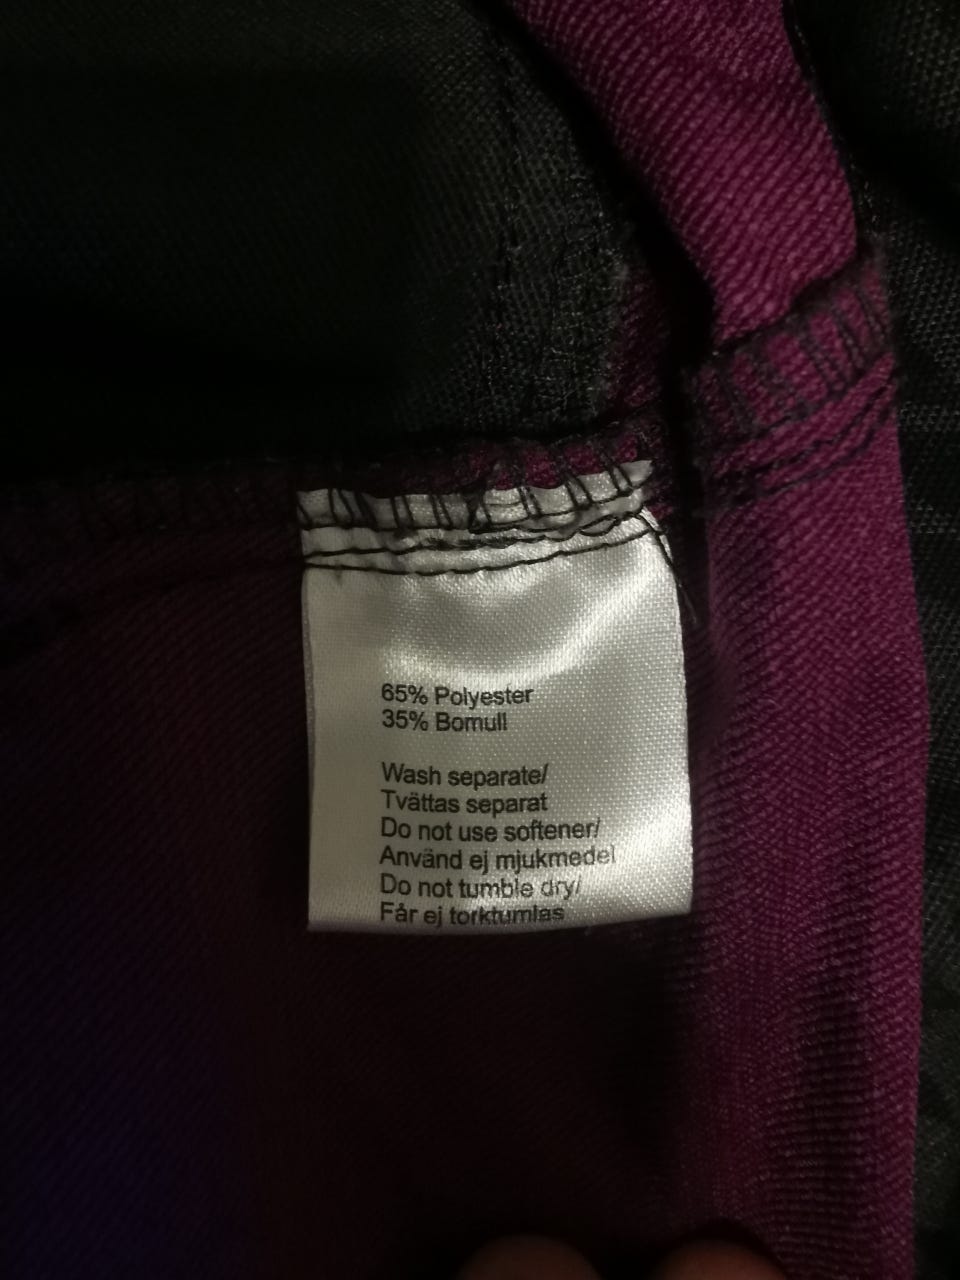 65% Polyester
35% Bomull
Wash separate/
Tvättas separat
Do not use softener/
Använd ej mjukmedel
Do not tumble dry/
Får ej torktumlas